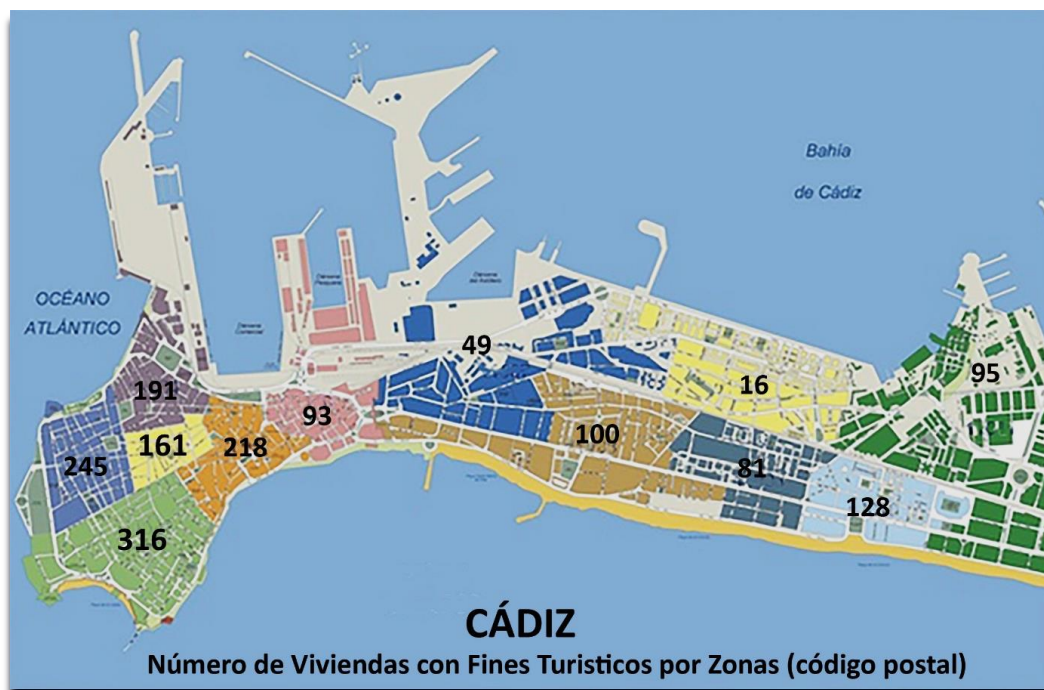 Bahía
de Cádiz
OCÉANO
ATLÁNTICO
49
191
16
95
93
161
218
100
245
81
128
316
CÁDIZ
Número de Viviendas con Fines Turisticos por Zonas (código postal)